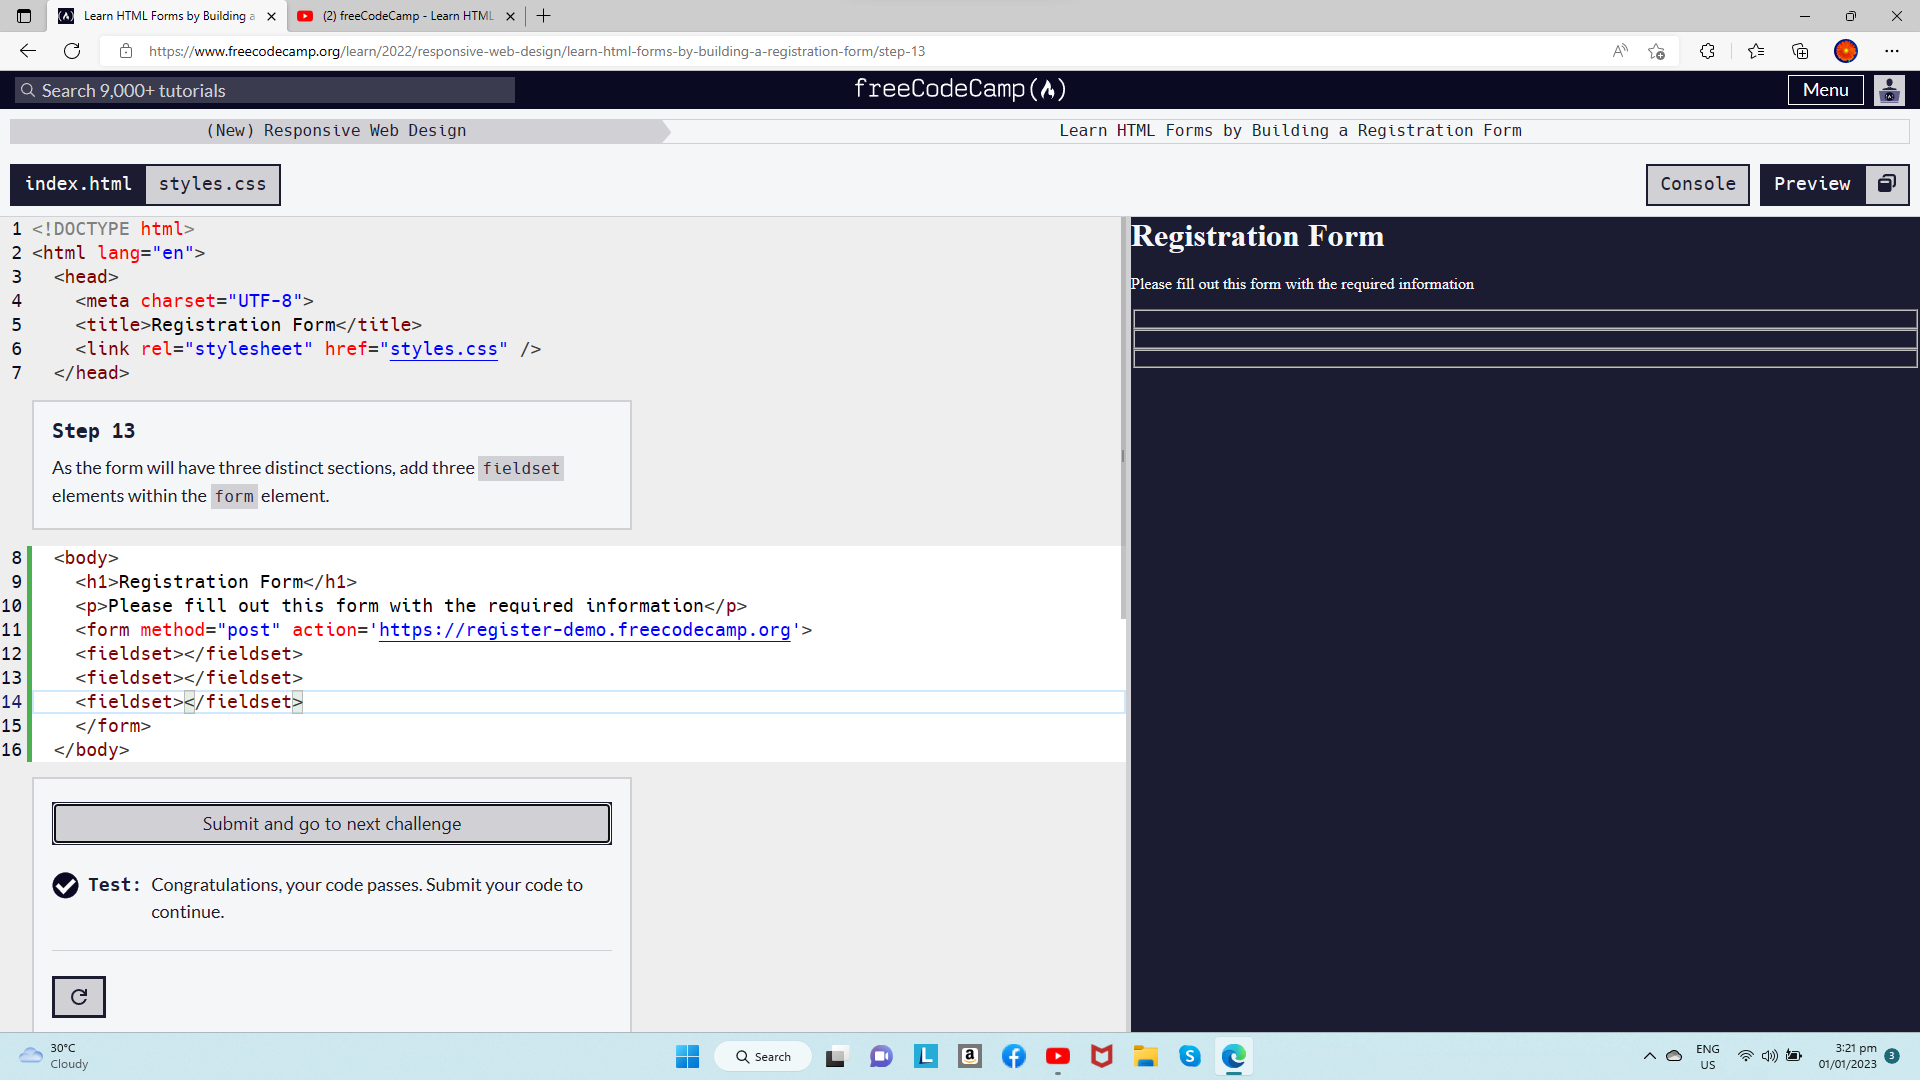 Learn HTML Forms by Building a
(2) freeCodeCamp - Learn HTML
https://www.freecodecamp.org/learn/2022/responsive-web-design/learn-html-forms-by-building-a-registration-form/step-13
Search 9,000+ tutorials
freeCodeCamp
Menu
(New) Responsive Web Design
Learn HTML Forms by Building a Registration Form
index.html
styles.css
Console
Preview
1 <!DOCTYPE html>
2 <html lang="en">
3 <head>
4 <meta charset="UTF-8">
5 <title>Registration Form</title>
6 <link rel="stylesheet" href="styles.css" />
7 </head>
Step 13
As the form will have three distinct sections, add three fieldset
elements within the form element.
8 <body>
9 <h1>Registration Form</h1>
10 <p>Please fill out this form with the required information</p>
11 <form method="post" action='https://register-demo.freecodecamp.org'>
12 <fieldset></fieldset>
13 <fieldset></fieldset>
14 <fieldset></fieldset>
15 </form>
16 </body>
Submit and go to next challenge
Test: Congratulations, your code passes. Submit your code to
continue.
Registration Form
Please fill out this form with the required information
30°C
Cloudy
Search
ENG
US
3:21 pm
01/01/2023
3